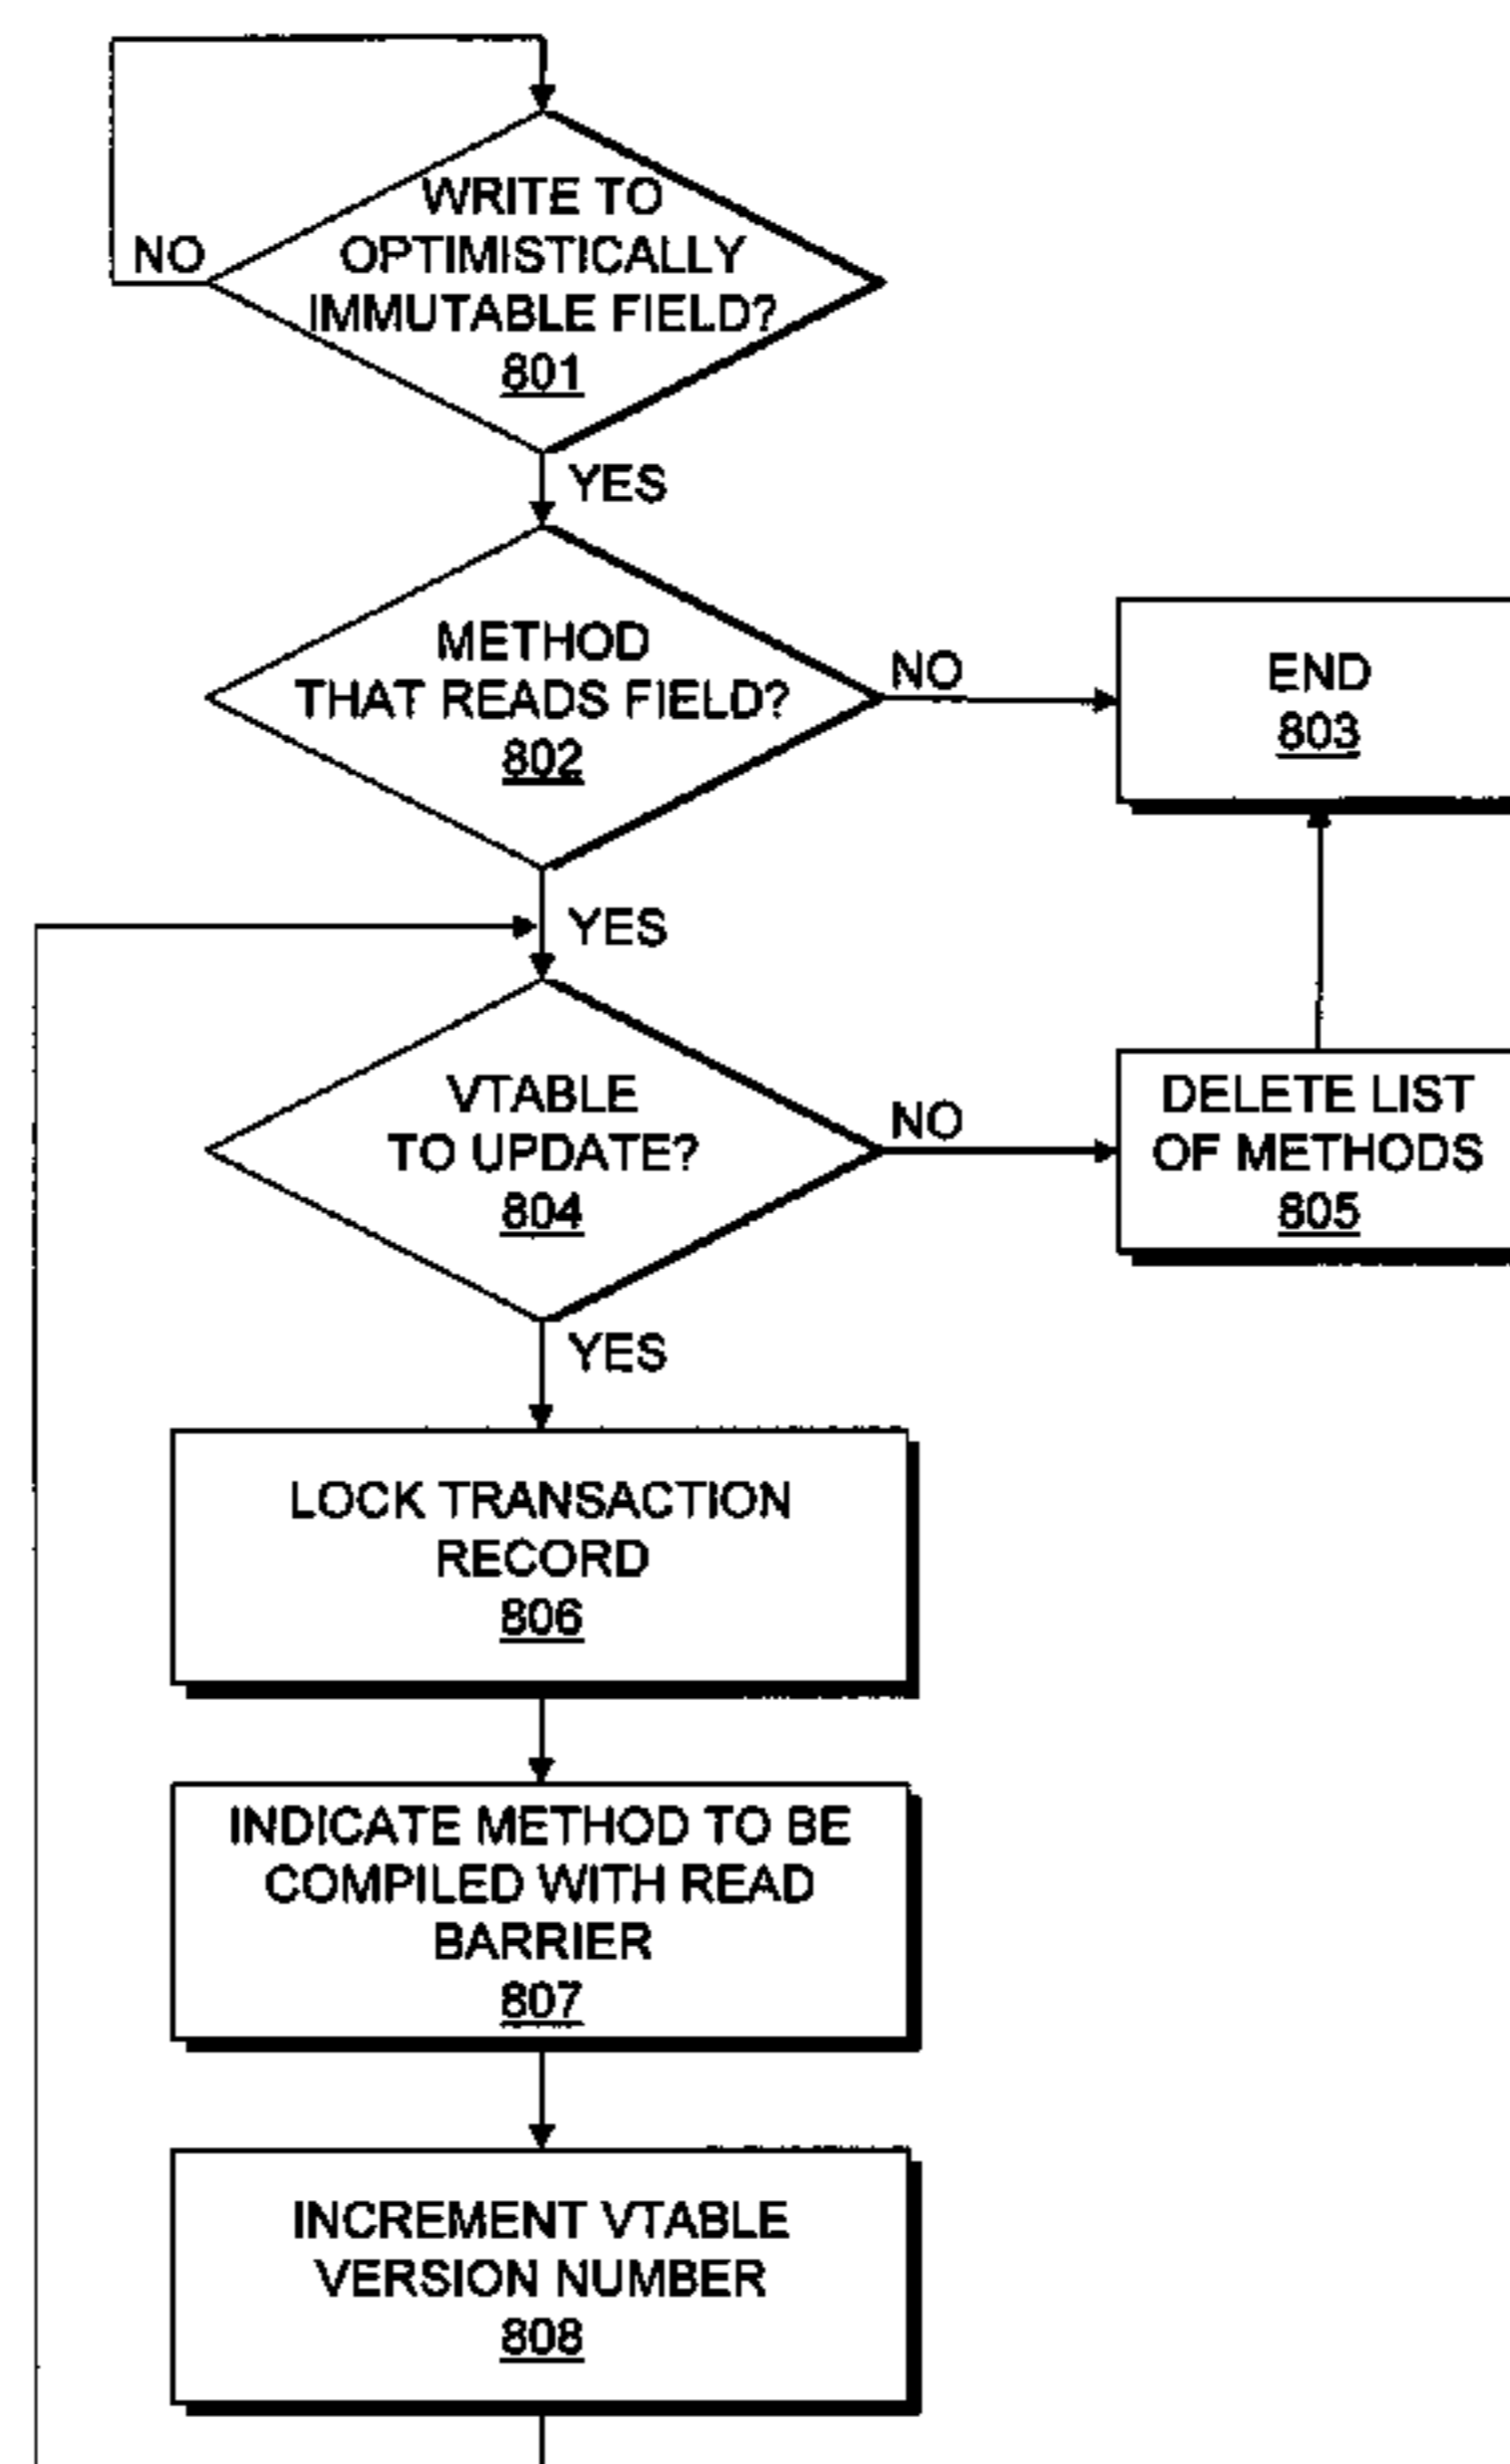 WRITE TO
OPTIMISTICALLY
IMMUTABLE FIELD?
801
NO
YES
METHOD
THAT READS FIELD?
802
NO
END
803
YES
VTABLE
TO UPDATE?
804
NO
DELETE LIST
OF METHODS
805
YES
LOCK TRANSACTION
RECORD
806
INDICATE METHOD TO BE
COMPILED WITH READ
BARRIER
807
INCREMENT VTABLE
VERSION NUMBER
808